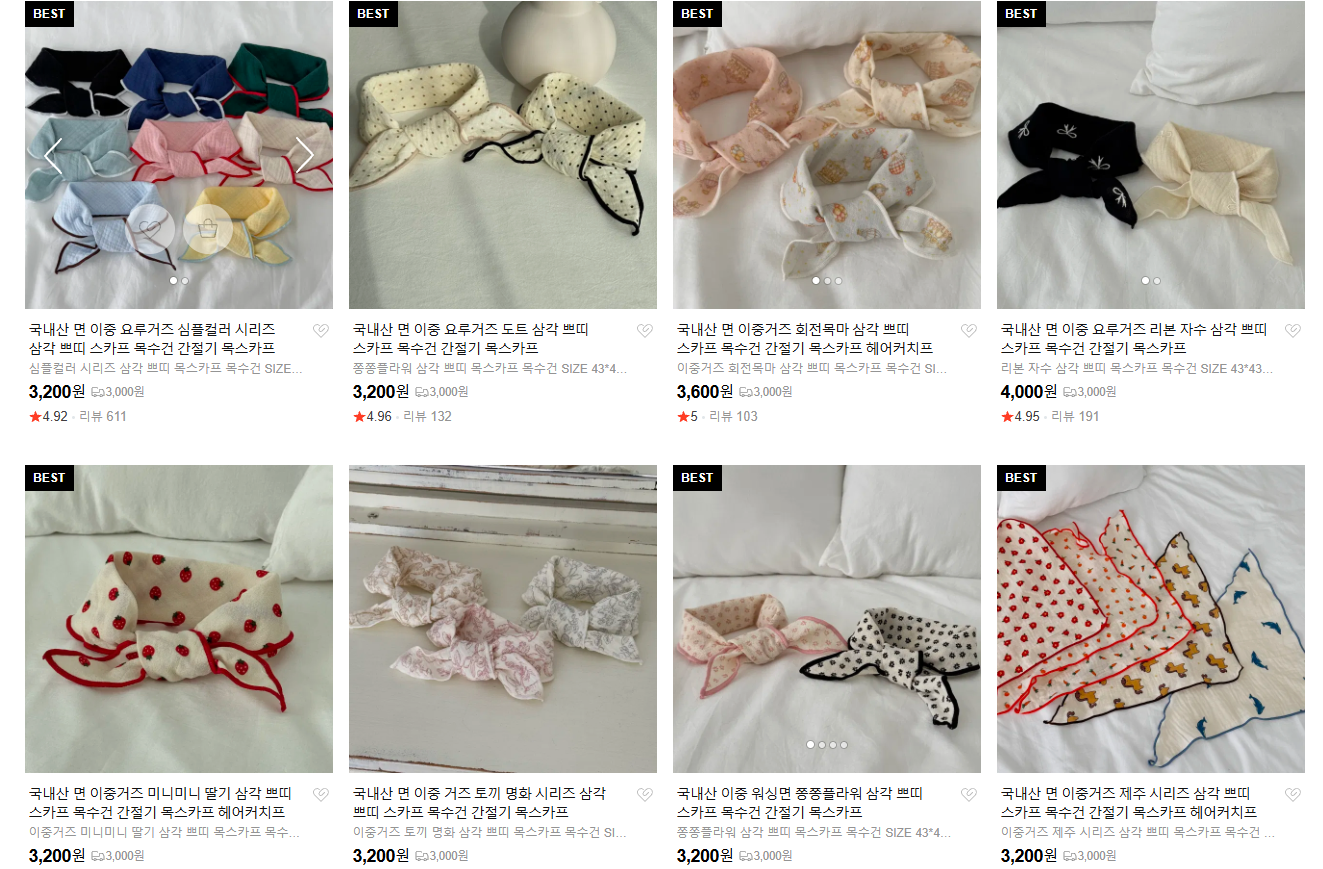 BEST
BEST
BEST
BEST
국내산 면 이중 요루거즈 심플컬러 시리즈
삼각 쁘띠 스카프 목수건 간절기 목스카프
심플컬러 시리즈 삼각 쁘띠 목스카프 목수건 SIZE...
3,200원 3,000원
★4.92 · 리뷰 611
국내산 면 이중 요루거즈 도트 삼각 쁘띠
스카프 목수건 간절기 목스카프
쫑쫑플라워 삼각 쁘띠 목스카프 목수건 SIZE 43*4...
3,200원 3,000원
★4.96 · 리뷰 132
국내산 면 이중거즈 회전목마 삼각 쁘띠
스카프 목수건 간절기 목스카프 헤어커치프
이중거즈 회전목마 삼각 쁘띠 목스카프 목수건 SI...
3,600원 3,000원
★5 · 리뷰 103
국내산 면 이중 요루거즈 리본 자수 삼각 쁘띠
스카프 목수건 간절기 목스카프
리본 자수 삼각 쁘띠 목스카프 목수건 SIZE 43*43...
4,000원 3,000원
★4.95 · 리뷰 191
BEST
BEST
BEST
국내산 면 이중거즈 미니미니 딸기 삼각 쁘띠
스카프 목수건 간절기 목스카프 헤어커치프
이중거즈 미니미니 딸기 삼각 쁘띠 목스카프 목수...
3,200원 3,000원
국내산 면 이중 거즈 토끼 명화 시리즈 삼각
쁘띠 스카프 목수건 간절기 목스카프
이중거즈 토끼 명화 삼각 쁘띠 목스카프 목수건 SI...
3,200원 3,000원
국내산 이중 워싱면 쫑쫑플라워 삼각 쁘띠
스카프 목수건 간절기 목스카프
쫑쫑플라워 삼각 쁘띠 목스카프 목수건 SIZE 43*4...
3,200원 3,000원
국내산 면 이중거즈 제주 시리즈 삼각 쁘띠
스카프 목수건 간절기 목스카프 헤어커치프
이중거즈 제주 시리즈 삼각 쁘띠 목스카프 목수건 ...
3,200원 3,000원